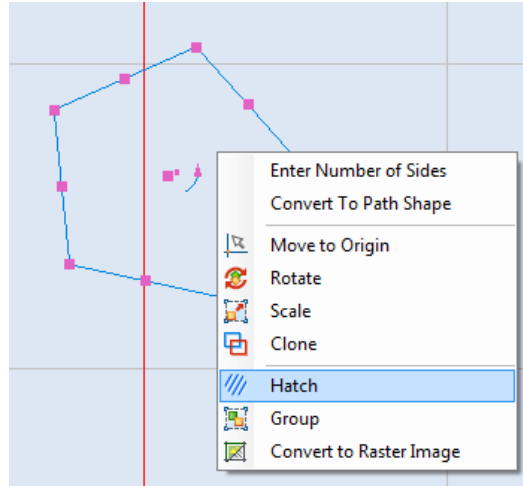 Enter Number of Sides
Convert To Path Shape
Move to Origin
Rotate
Scale
Clone
Hatch
Group
Convert to Raster Image